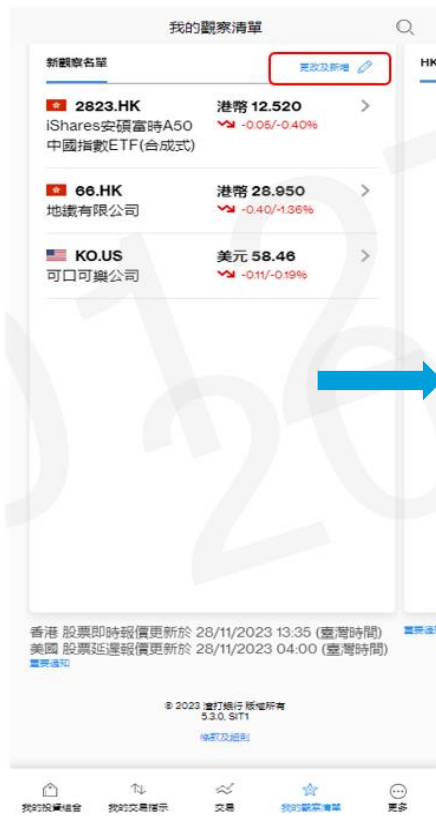 我的觀察清單
新觀察名單
更改及新增
HK
2823.HK
港幣 12.520
iShares安碩富時A50
-0.05/-0.40%
中國指數ETF(合成式)
66.HK
港幣 28.950
地鐵有限公司
-0.40/-1.36%
KO.US
美元 58.46
可口可樂公司
-0.11/-0.19%
香港 股票即時報價更新於 28/11/2023 13:35 (臺灣時間)
美國 股票延遲報價更新於 28/11/2023 04:00 (臺灣時間)
重要通知
重要通
© 2023 渣打銀行 版權所有
5.3.0, SIT1
條款及細則
我的投資組合
我的交易指示
交易
我的觀察清單
更多